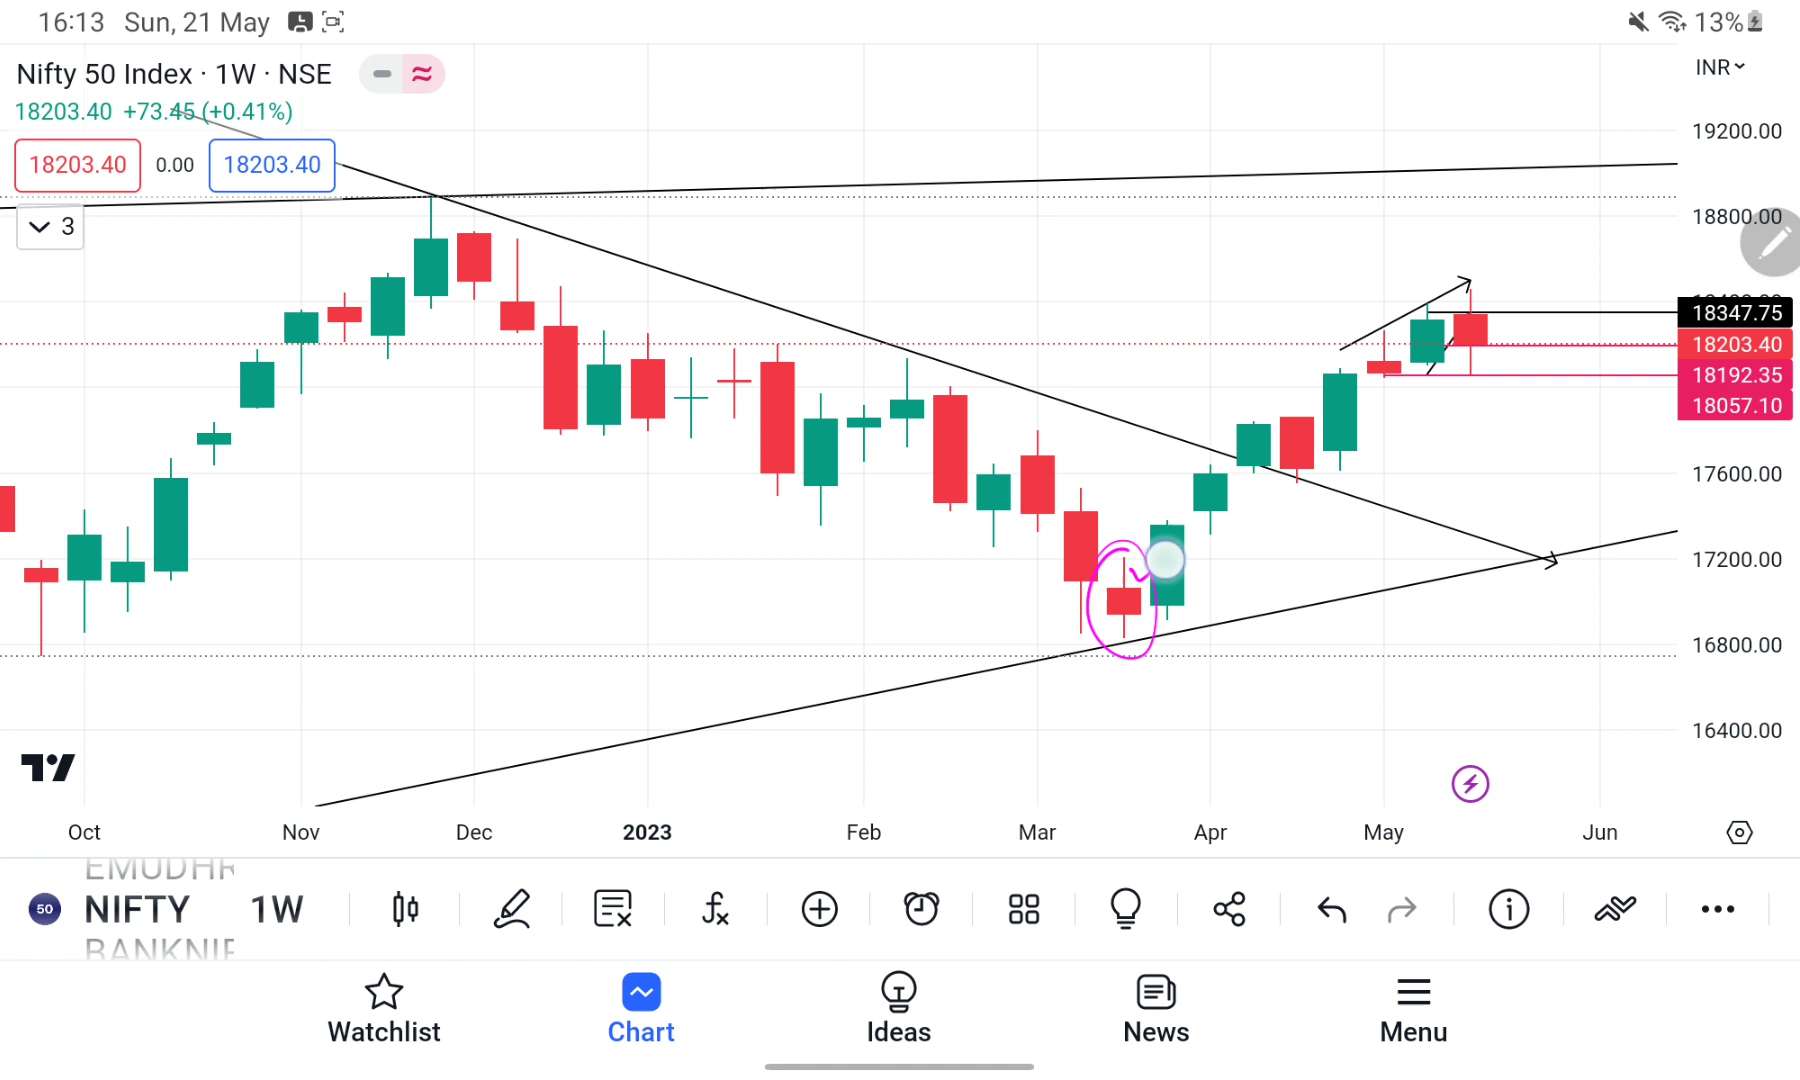 16:13 Sun, 21 May 13%
Nifty 50 Index · 1W · NSE
INR
18203.40 +73.45 (+0.41%)
18203.40 0.00 18203.40
3
19200.00
18800.00
18347.75
18203.40
18192.35
18057.10
17600.00
17200.00
16800.00
16400.00
Oct Nov Dec 2023 Feb Mar Apr May Jun
50 NIFTY 1W
Watchlist Chart Ideas News Menu